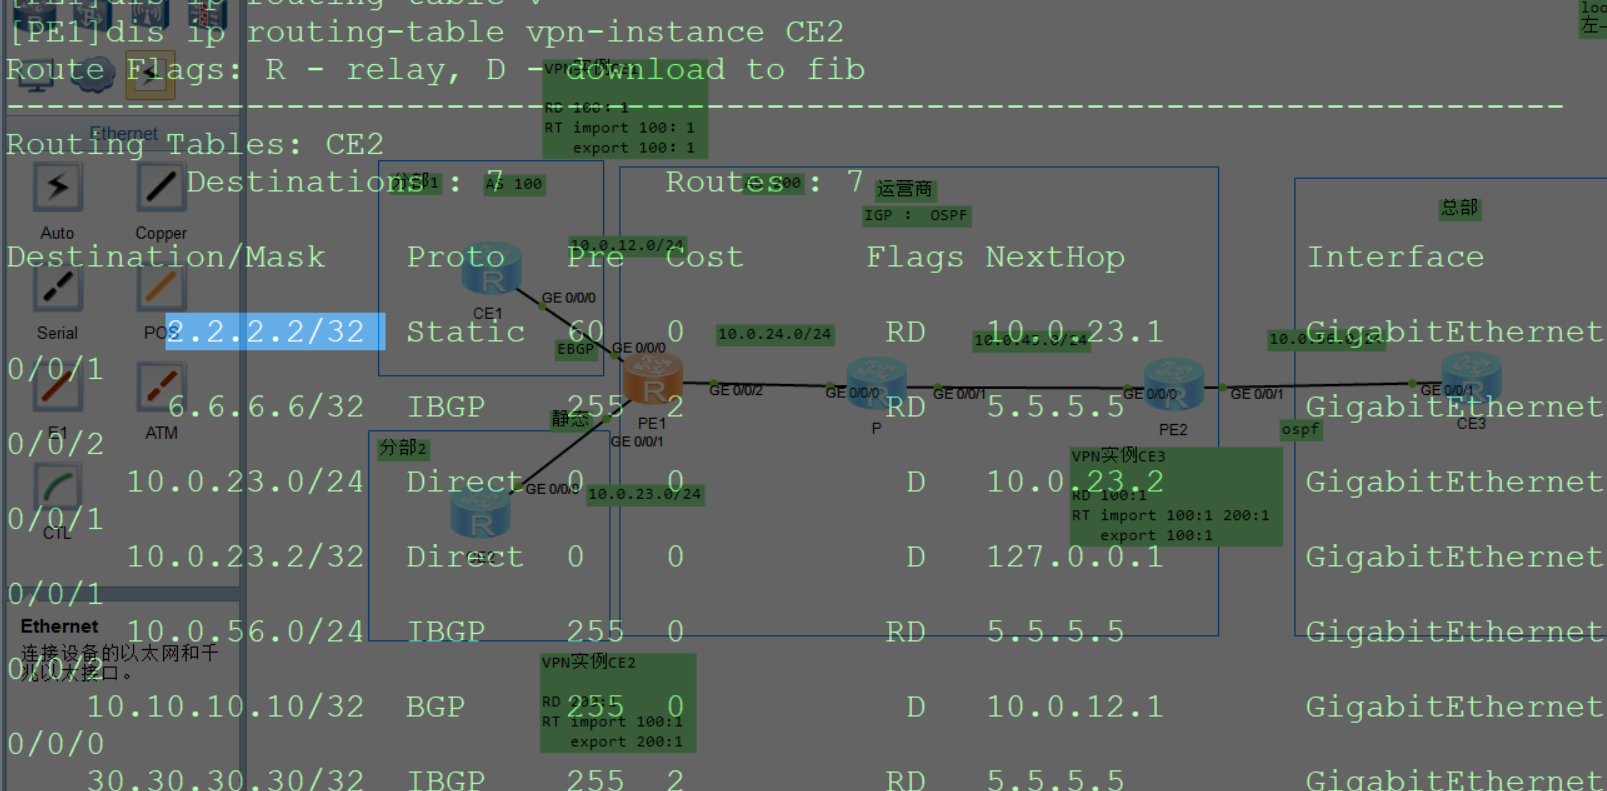 [PE1]dis ip routing-table v
[PE1]dis ip routing-table vpn-instance CE2
Route Flags: R - relay, D - download to fib
------------------------------------------------------------------------------
Routing Tables: CE2
Destinations : 7 Routes : 7
Destination/Mask Proto Pre Cost Flags NextHop Interface
2.2.2.2/32 Static 60 0 RD 10.0.23.1 GigabitEthernet
0/0/1
6.6.6.6/32 IBGP 255 2 RD 5.5.5.5 GigabitEthernet
0/0/2
10.0.23.0/24 Direct 0 0 D 10.0.23.2 GigabitEthernet
0/0/1
10.0.23.2/32 Direct 0 0 D 127.0.0.1 GigabitEthernet
0/0/1
10.0.56.0/24 IBGP 255 0 RD 5.5.5.5 GigabitEthernet
0/0/2
10.10.10.10/32 BGP 255 0 D 10.0.12.1 GigabitEthernet
0/0/0
30.30.30.30/32 IBGP 255 2 RD 5.5.5.5 GigabitEthernet
Ethernet
Auto
Copper
Serial
POS
E1
ATM
CTL
Ethernet
连接设备的以太网和千
兆以太接口。
VPN实例CE1
RD 100: 1
RT import 100: 1
export 100: 1
分部1
AS 100
运营商
IGP : OSPF
总部
10.0.12.0/24
GE 0/0/0
CE1
EBGP
GE 0/0/0
10.0.24.0/24
GE 0/0/2
GE 0/0/0
GE 0/0/1
GE 0/0/0
GE 0/0/1
GE 0/0/1
PE1
P
PE2
CE3
静态
GE 0/0/1
ospf
分部2
GE 0/0/0
10.0.23.0/24
CE2
VPN实例CE3
RD 100:1
RT import 100:1 200:1
export 100:1
VPN实例CE2
RT import 100:1
export 200:1